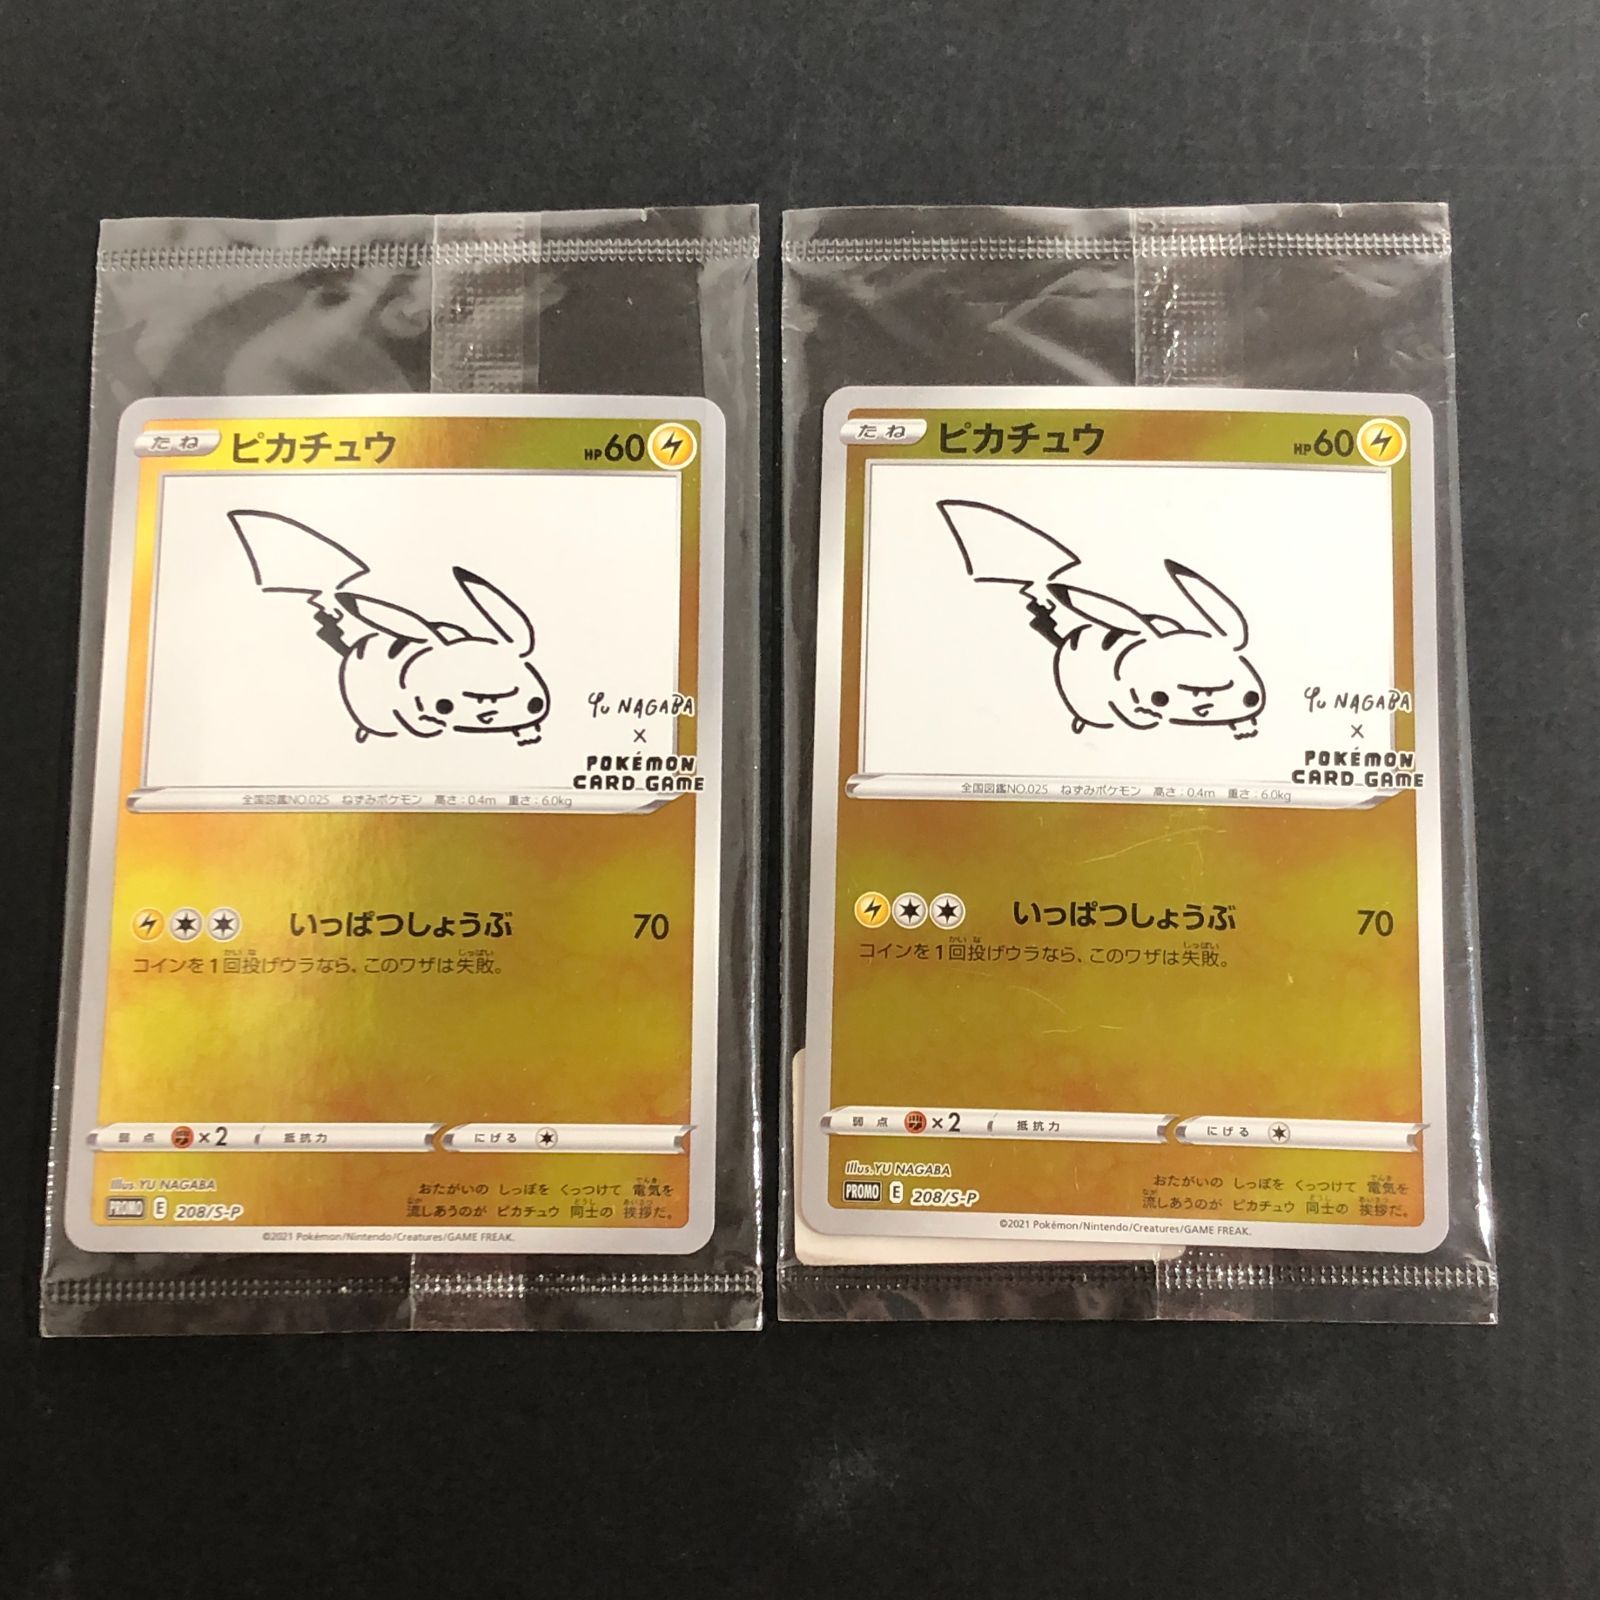 たね ピカチュウ HP60
YU NAGABA
×
POKÉMON
CARD GAME
全国図鑑NO.025 ねずみポケモン 高さ：0.4m 重さ：6.0kg
いっぱつしょうぶ 70
コインを1回投げウラなら、このワザは失敗。
弱点 ×2 抵抗力 にげる
Illus. YU NAGABA
PROMO E 208/S-P
おたがいの しっぽを くっつけて 電気を
流しあうのが ピカチュウ 同士の 挨拶だ。
©2021 Pokémon/Nintendo/Creatures/GAME FREAK.
たね ピカチュウ HP60
YU NAGABA
×
POKÉMON
CARD GAME
全国図鑑NO.025 ねずみポケモン 高さ：0.4m 重さ：6.0kg
いっぱつしょうぶ 70
コインを1回投げウラなら、このワザは失敗。
弱点 ×2 抵抗力 にげる
Illus. YU NAGABA
PROMO E 208/S-P
おたがいの しっぽを くっつけて 電気を
流しあうのが ピカチュウ 同士の 挨拶だ。
©2021 Pokémon/Nintendo/Creatures/GAME FREAK.